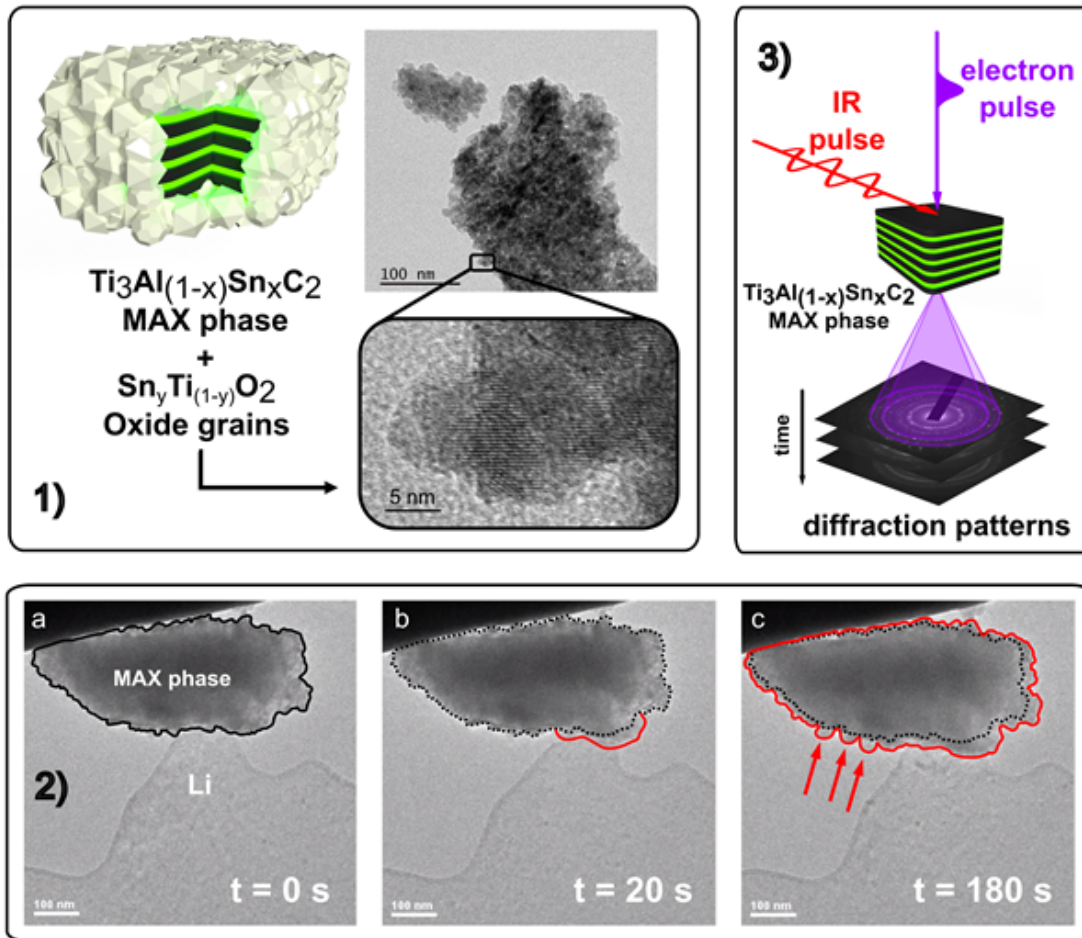 Ti3Al(1-x)SnxC2
MAX phase
+
SnyTi(1-y)O2
Oxide grains
1)
100 nm
5 nm
3)
electron
pulse
IR
pulse
Ti3Al(1-x)SnxC2
MAX phase
time
diffraction patterns
2)
a
MAX phase
Li
t = 0 s
100 nm
b
t = 20 s
100 nm
c
t = 180 s
100 nm